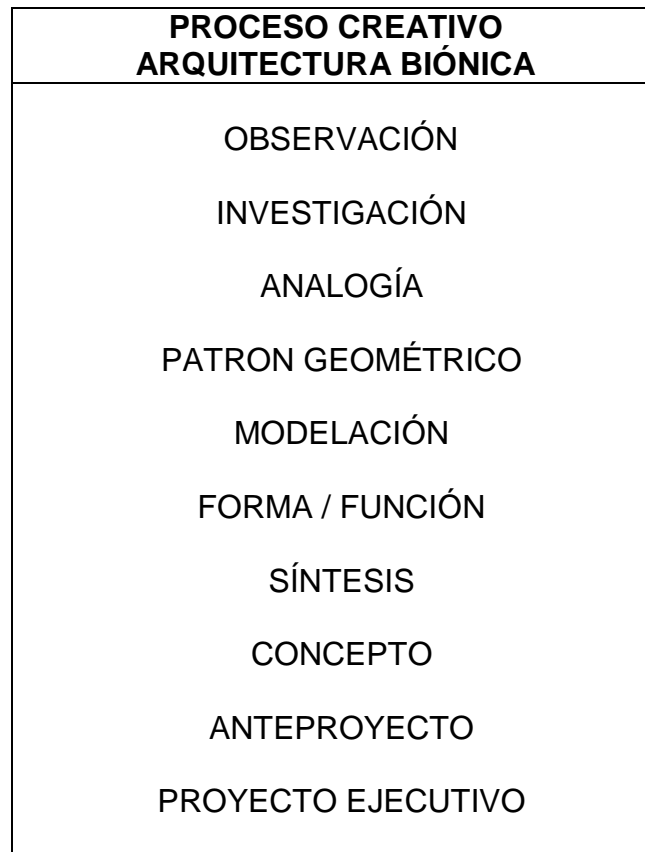 PROCESO CREATIVO
ARQUITECTURA BIÓNICA
OBSERVACIÓN
INVESTIGACIÓN
ANALOGÍA
PATRON GEOMÉTRICO
MODELACIÓN
FORMA / FUNCIÓN
SÍNTESIS
CONCEPTO
ANTEPROYECTO
PROYECTO EJECUTIVO